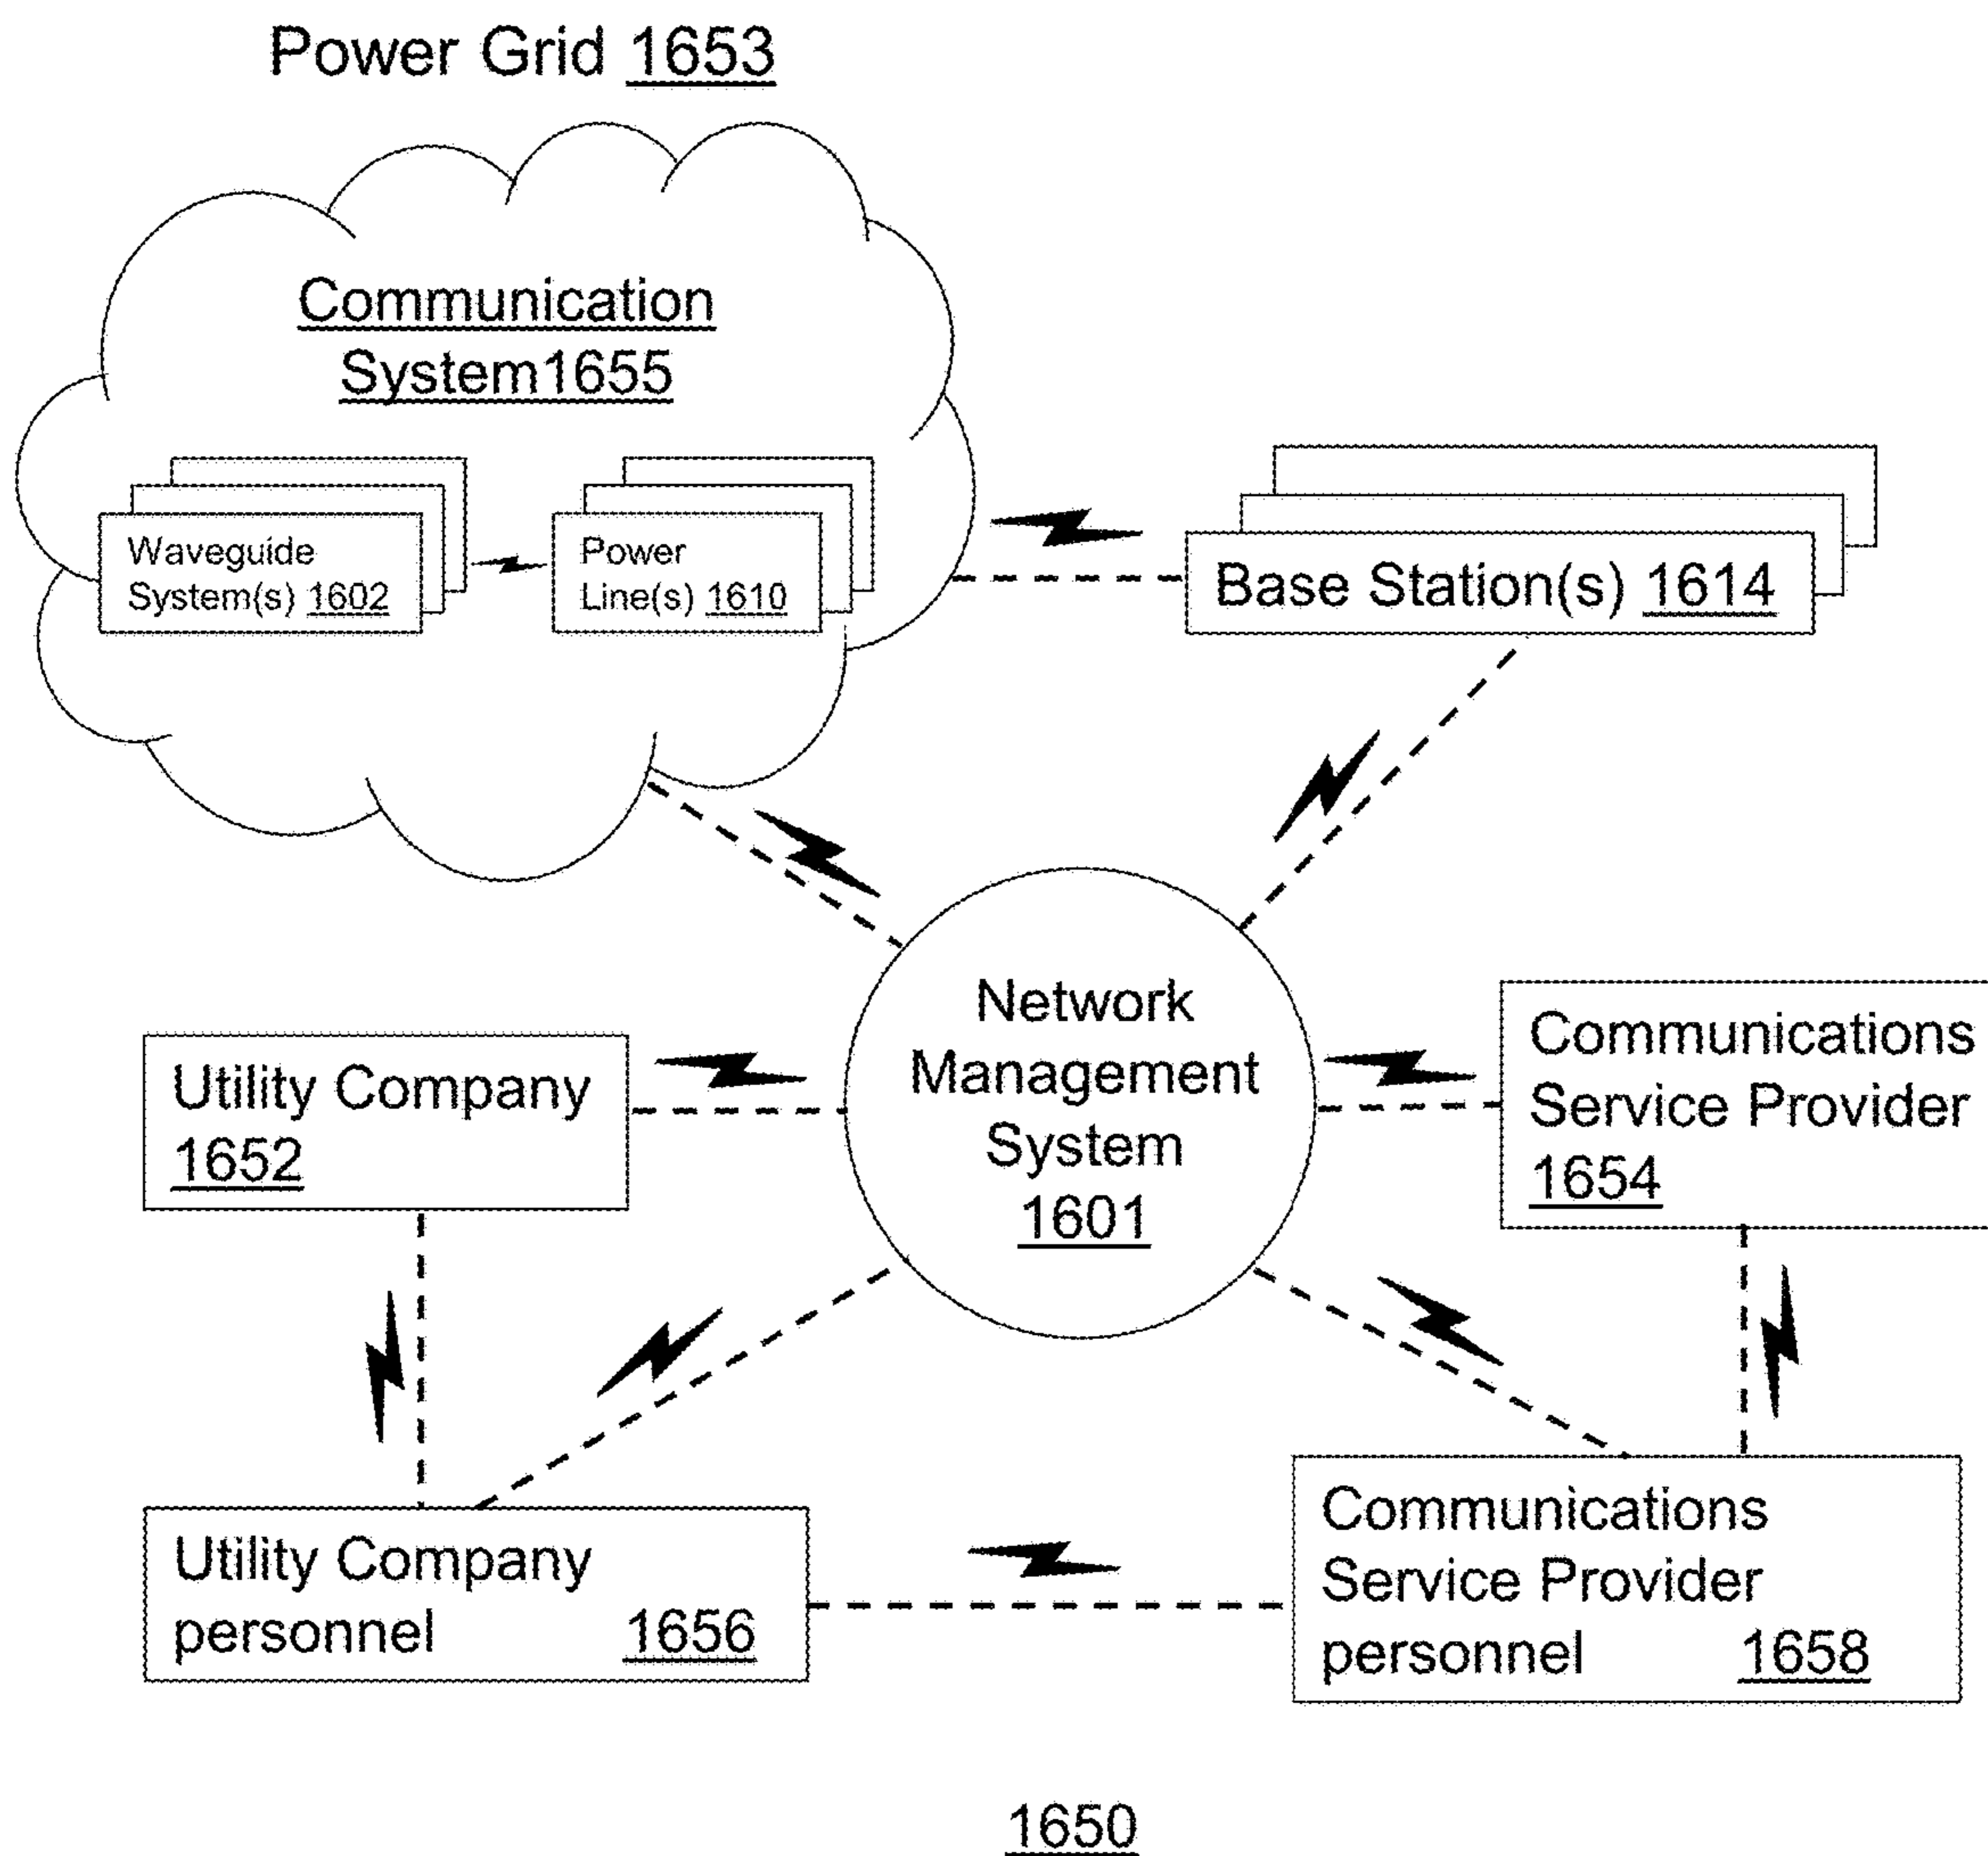 Power Grid 1653
Communication
System1655
Waveguide
System(s) 1602
Power
Line(s) 1610
Base Station(s) 1614
Network
Management
System
1601
Utility Company
1652
Communications
Service Provider
1654
Utility Company
personnel 1656
Communications
Service Provider
personnel 1658
1650